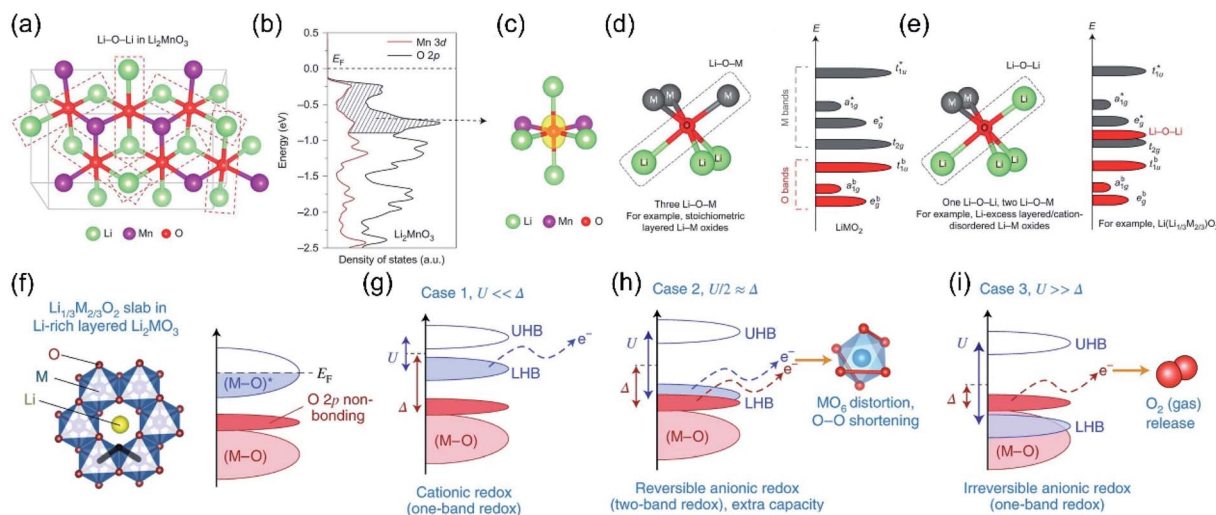 (a)
Li–O–Li in Li₂MnO₃
Li Mn O
(b)
0.5
0.0
−0.5
−1.0
−1.5
−2.0
−2.5
Energy (eV)
E_F
Mn 3d
O 2p
Li₂MnO₃
Density of states (a.u.)
(c)
Li Mn O
(d)
Li–O–M
M
M
M
O
Li
Li
Li
Three Li–O–M
For example, stoichiometric
layered Li–M oxides
E
M bands
O bands
t*₁ᵤ
a*₁g
e*g
t₂g
tᵇ₁ᵤ
aᵇ₁g
eᵇg
LiMO₂
(e)
Li–O–Li
M
M
Li
O
Li
Li
Li
One Li–O–Li, two Li–O–M
For example, Li-excess layered/cation-
disordered Li–M oxides
E
t*₁ᵤ
a*₁g
e*g
Li–O–Li
t₂g
tᵇ₁ᵤ
aᵇ₁g
eᵇg
For example, Li(Li₁/₃M₂/₃)O
(f)
Li₁/₃M₂/₃O₂ slab in
Li-rich layered Li₂MO₃
O
M
Li
(M–O)*
E_F
O 2p non-
bonding
(M–O)
(g)
Case 1, U << Δ
U
UHB
e⁻
LHB
Δ
(M–O)
Cationic redox
(one-band redox)
(h)
Case 2, U/2 ≈ Δ
UHB
U
e⁻
e⁻
Δ
LHB
(M–O)
MO₆ distortion,
O–O shortening
Reversible anionic redox
(two-band redox), extra capacity
(i)
Case 3, U >> Δ
UHB
U
e⁻
Δ
LHB
(M–O)
O₂ (gas)
release
Irreversible anionic redox
(one-band redox)